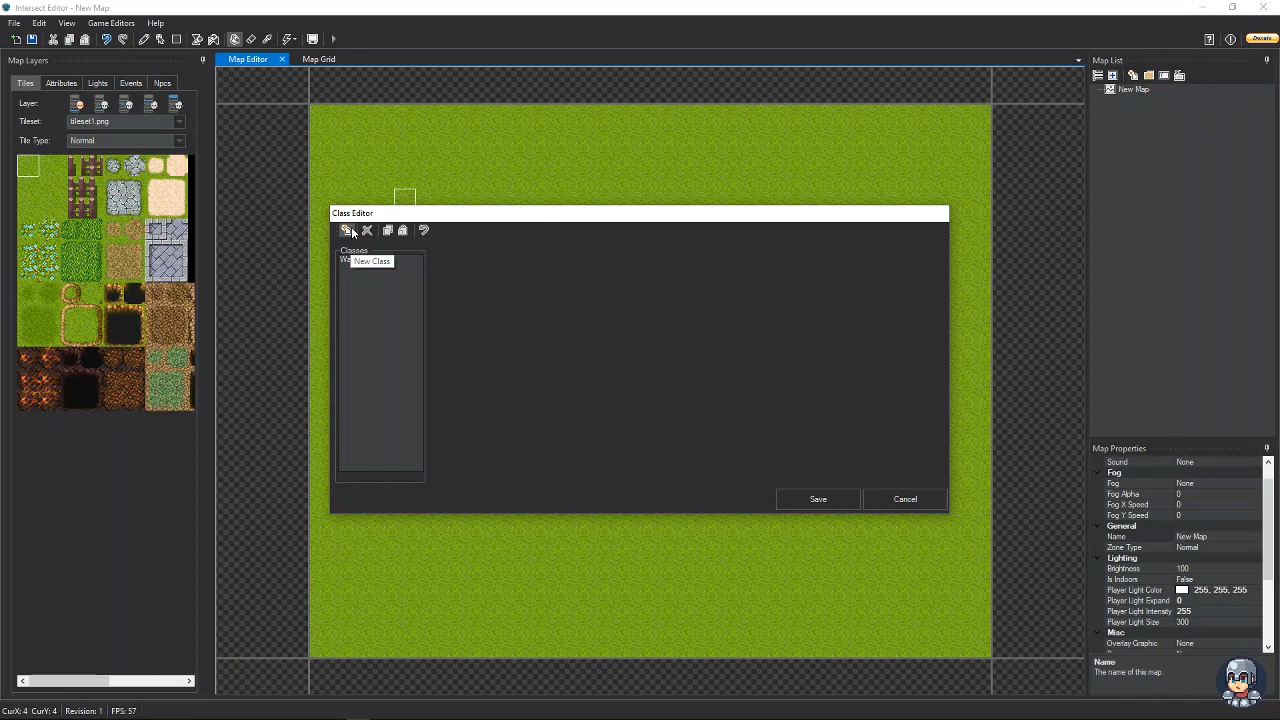 Intersect Editor - New Map
File Edit View Game Editors Help
Donate
Map Layers
Map Editor
Map Grid
Map List
Tiles Attributes Lights Events Npcs
Layer:
Tileset: tileset1.png
Tile Type: Normal
New Map
Class Editor
Classes
New Class
Save
Cancel
Map Properties
Sound None
Fog
Fog None
Fog Alpha 0
Fog X Speed 0
Fog Y Speed 0
General
Name New Map
Zone Type Normal
Lighting
Brightness 100
Is Indoors False
Player Light Color 255, 255, 255
Player Light Expand 0
Player Light Intensity 255
Player Light Size 300
Misc
Overlay Graphic None
Name
The name of this map.
CurX: 4 CurY: 4 Revision: 1 FPS: 57